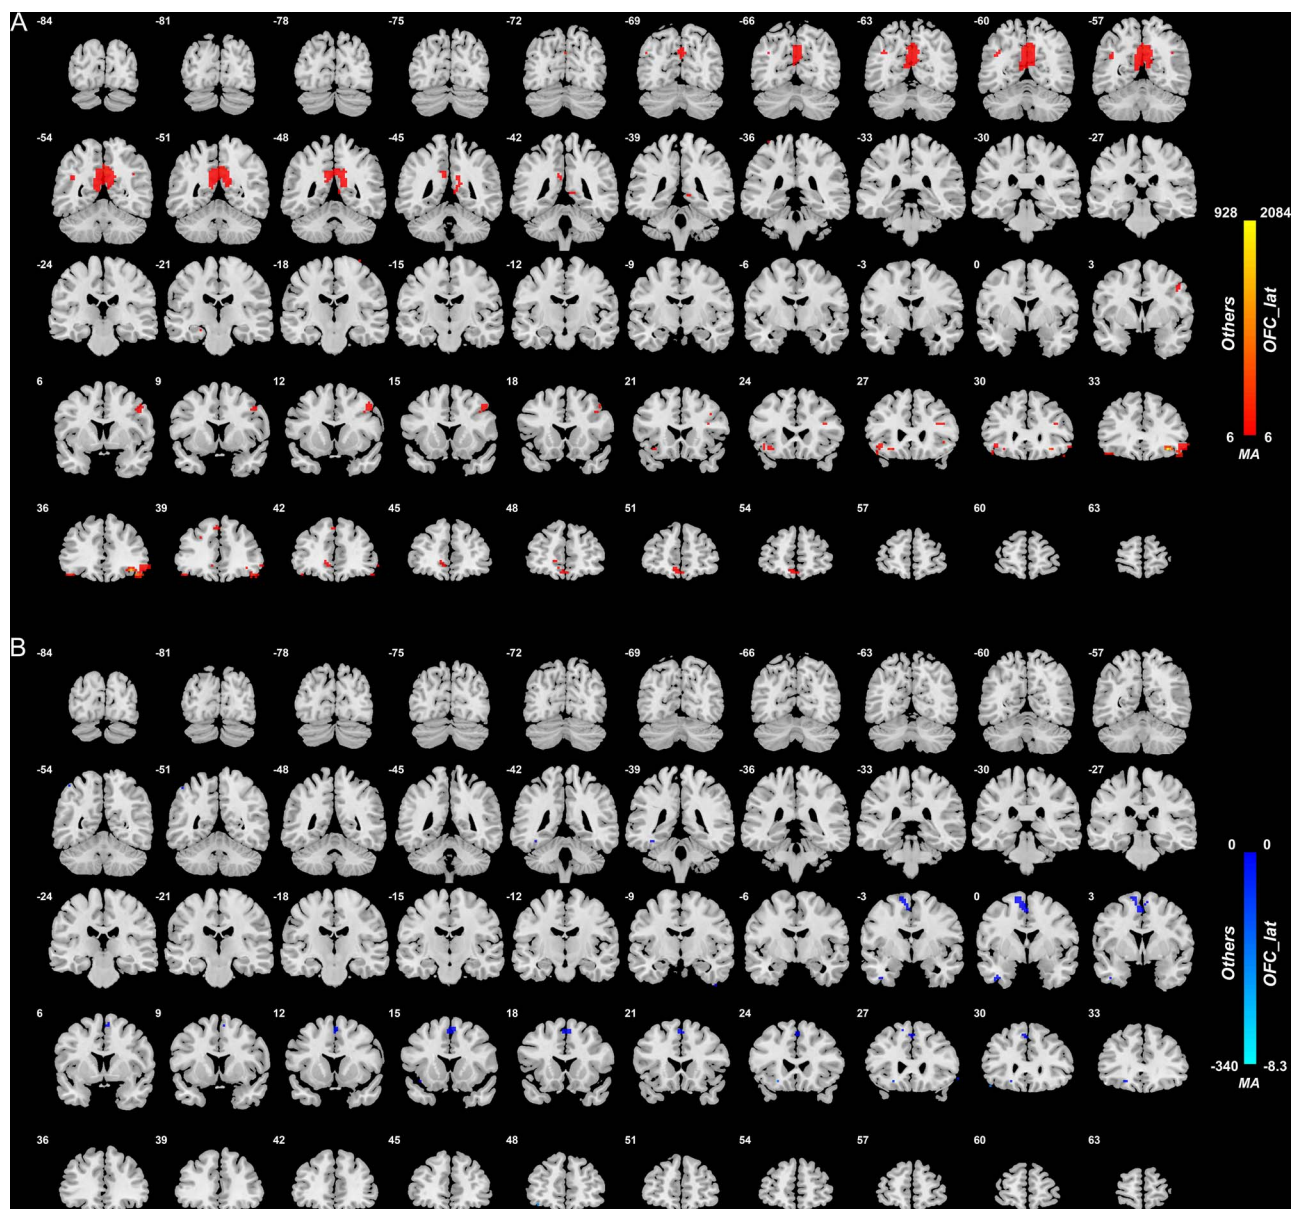 A
-84 -81 -78 -75 -72 -69 -66 -63 -60 -57
-54 -51 -48 -45 -42 -39 -36 -33 -30 -27
928 2084
-24 -21 -18 -15 -12 -9 -6 -3 0 3
Others
OFC_lat
6 9 12 15 18 21 24 27 30 33
6 6
MA
36 39 42 45 48 51 54 57 60 63
B
-84 -81 -78 -75 -72 -69 -66 -63 -60 -57
-54 -51 -48 -45 -42 -39 -36 -33 -30 -27
0 0
-24 -21 -18 -15 -12 -9 -6 -3 0 3
Others
OFC_lat
6 9 12 15 18 21 24 27 30 33
-340 -8.3
MA
36 39 42 45 48 51 54 57 60 63